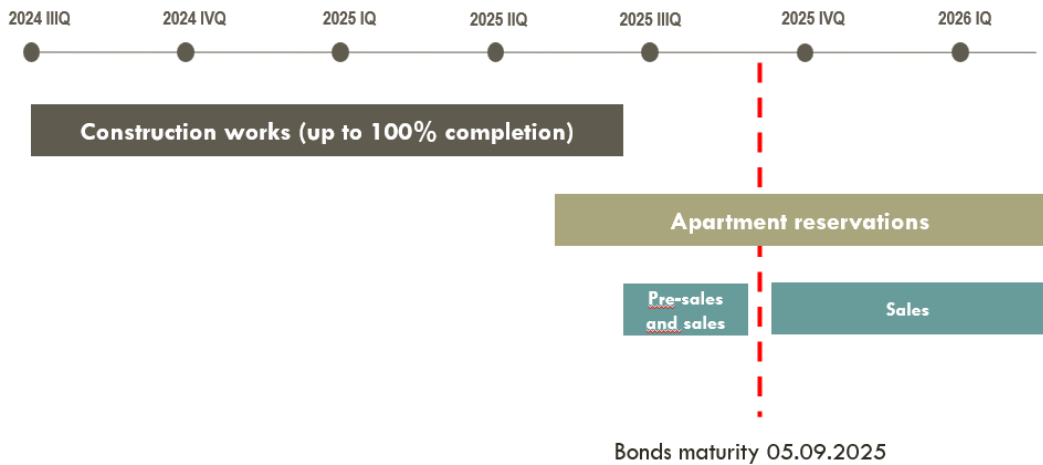 2024 IIIQ
2024 IVQ
2025 IQ
2025 IIQ
2025 IIIQ
2025 IVQ
2026 IQ
Construction works (up to 100% completion)
Apartment reservations
Pre-sales
and sales
Sales
Bonds maturity 05.09.2025